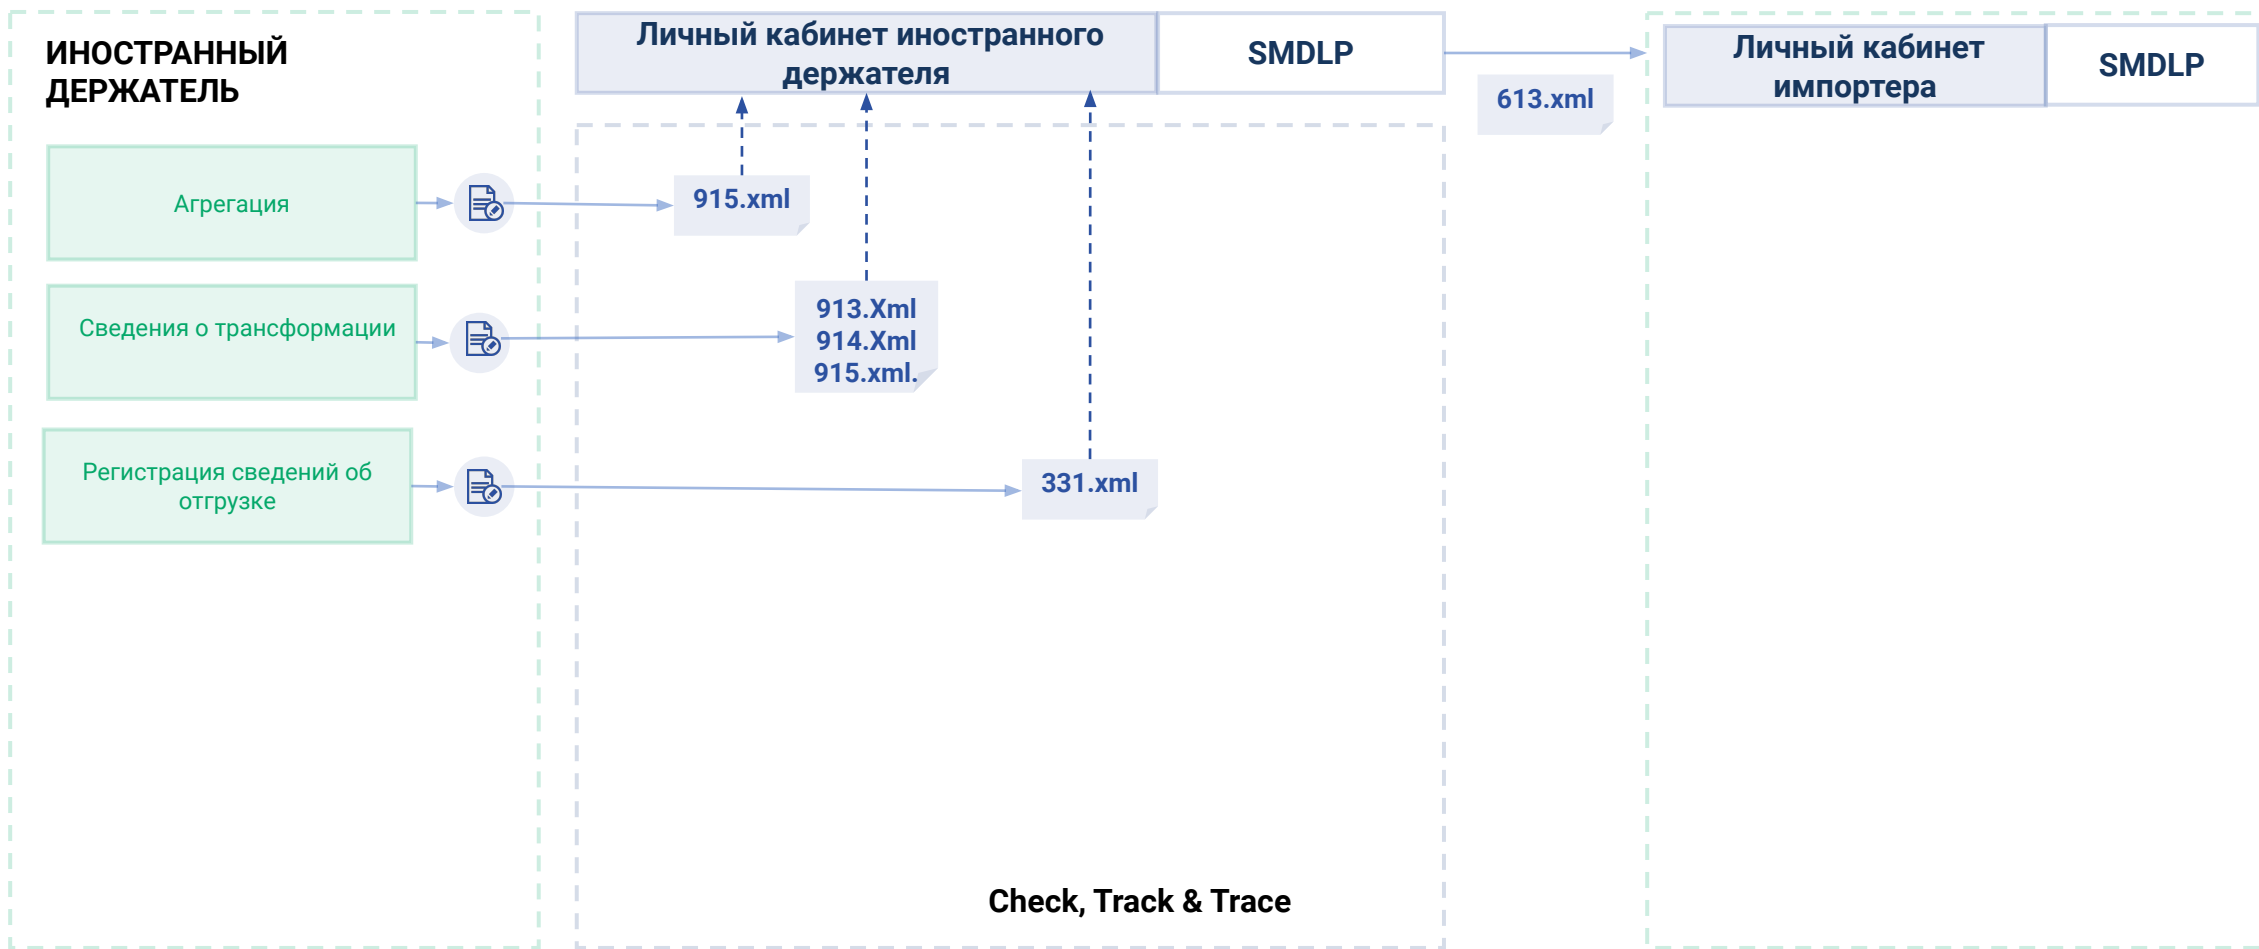 ИНОСТРАННЫЙ
ДЕРЖАТЕЛЬ
Личный кабинет иностранного
держателя
SMDLP
613.xml
Личный кабинет
импортера
SMDLP
Агрегация
915.xml
Сведения о трансформации
913.Xml
914.Xml
915.xml.
Регистрация сведений об
отгрузке
331.xml
Check, Track & Trace